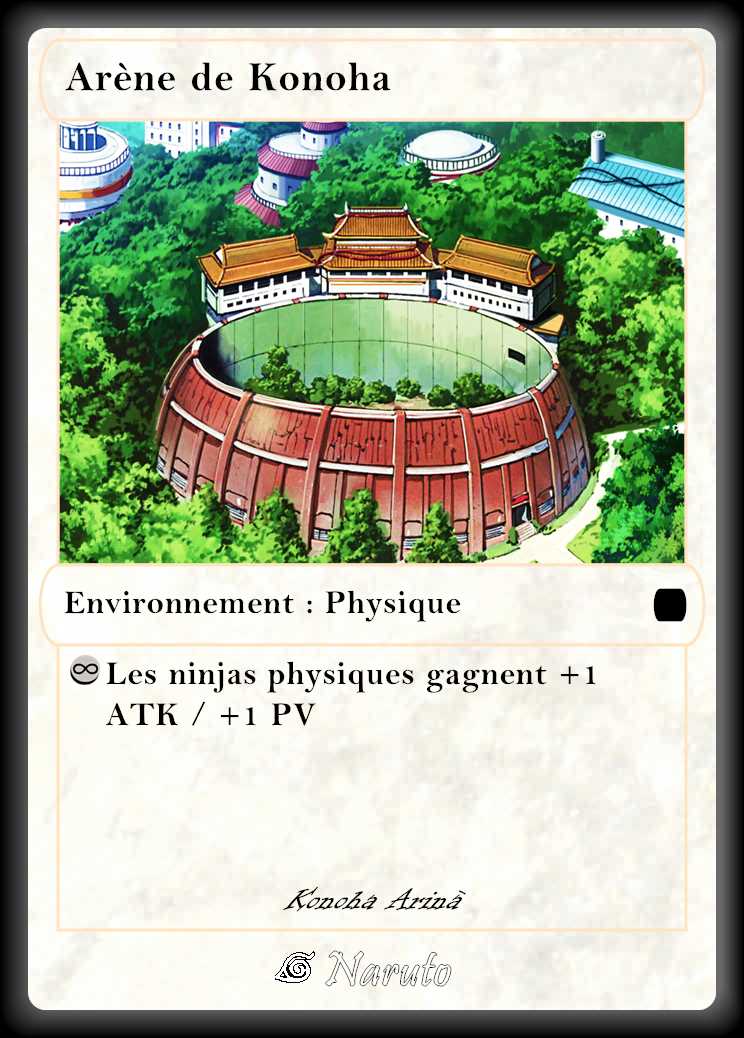 Arène de Konoha
Environnement : Physique
Les ninjas physiques gagnent +1
ATK / +1 PV
Konoha Arinà
Naruto